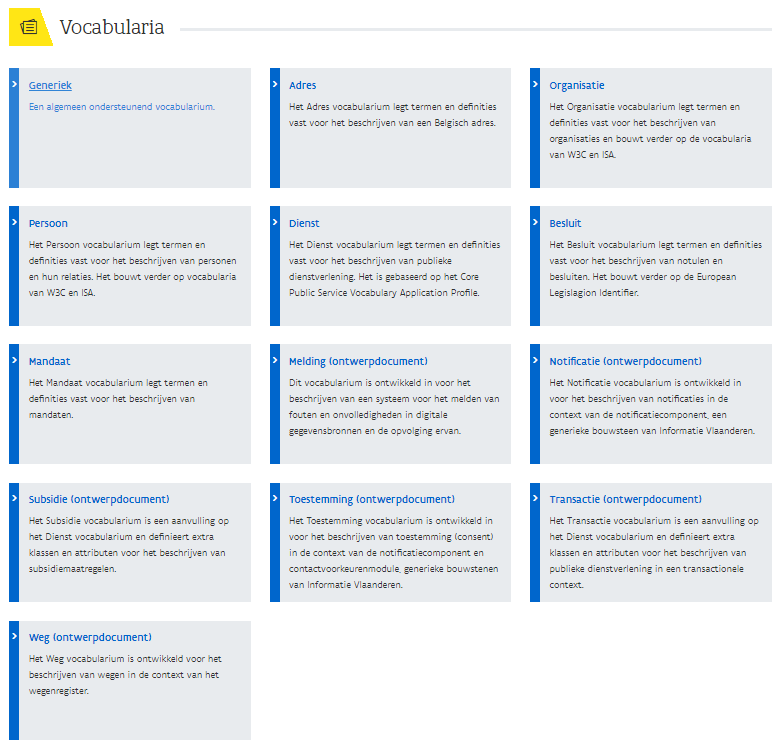 Vocabularia
Generiek
Een algemeen ondersteunend vocabularium.
Adres
Het Adres vocabularium legt termen en definities
vast voor het beschrijven van een Belgisch adres.
Organisatie
Het Organisatie vocabularium legt termen en
definities vast voor het beschrijven van
organisaties en bouwt verder op de vocabularia
van W3C en ISA.
Persoon
Het Persoon vocabularium legt termen en
definities vast voor het beschrijven van personen
en hun relaties. Het bouwt verder op vocabularia
van W3C en ISA.
Dienst
Het Dienst vocabularium legt termen en definities
vast voor het beschrijven van publieke
dienstverlening. Het is gebaseerd op het Core
Public Service Vocabulary Application Profile.
Besluit
Het Besluit vocabularium legt termen en definities
vast voor het beschrijven van notulen en
besluiten. Het bouwt verder op de European
Legislagion Identifier.
Mandaat
Het Mandaat vocabularium legt termen en
definities vast voor het beschrijven van
mandaten.
Melding (ontwerpdocument)
Dit vocabularium is ontwikkeld in voor het
beschrijven van een systeem voor het melden van
fouten en onvolledigheden in digitale
gegevensbronnen en de opvolging ervan.
Notificatie (ontwerpdocument)
Het Notificatie vocabularium is ontwikkeld in
voor het beschrijven van notificaties in de
context van de notificatiecomponent, een
generieke bouwsteen van Informatie Vlaanderen.
Subsidie (ontwerpdocument)
Het Subsidie vocabularium is een aanvulling op
het Dienst vocabularium en definieert extra
klassen en attributen voor het beschrijven van
subsidiemaatregelen.
Toestemming (ontwerpdocument)
Het Toestemming vocabularium is ontwikkeld in
voor het beschrijven van toestemming (consent)
in de context van de notificatiecomponent en
contactvoorkeurenmodule, generieke bouwstenen
van Informatie Vlaanderen.
Transactie (ontwerpdocument)
Het Transactie vocabularium is een aanvulling op
het Dienst vocabularium en definieert extra
klassen en attributen voor het beschrijven van
publieke dienstverlening in een transactionele
context.
Weg (ontwerpdocument)
Het Weg vocabularium is ontwikkeld voor het
beschrijven van wegen in de context van het
wegenregister.